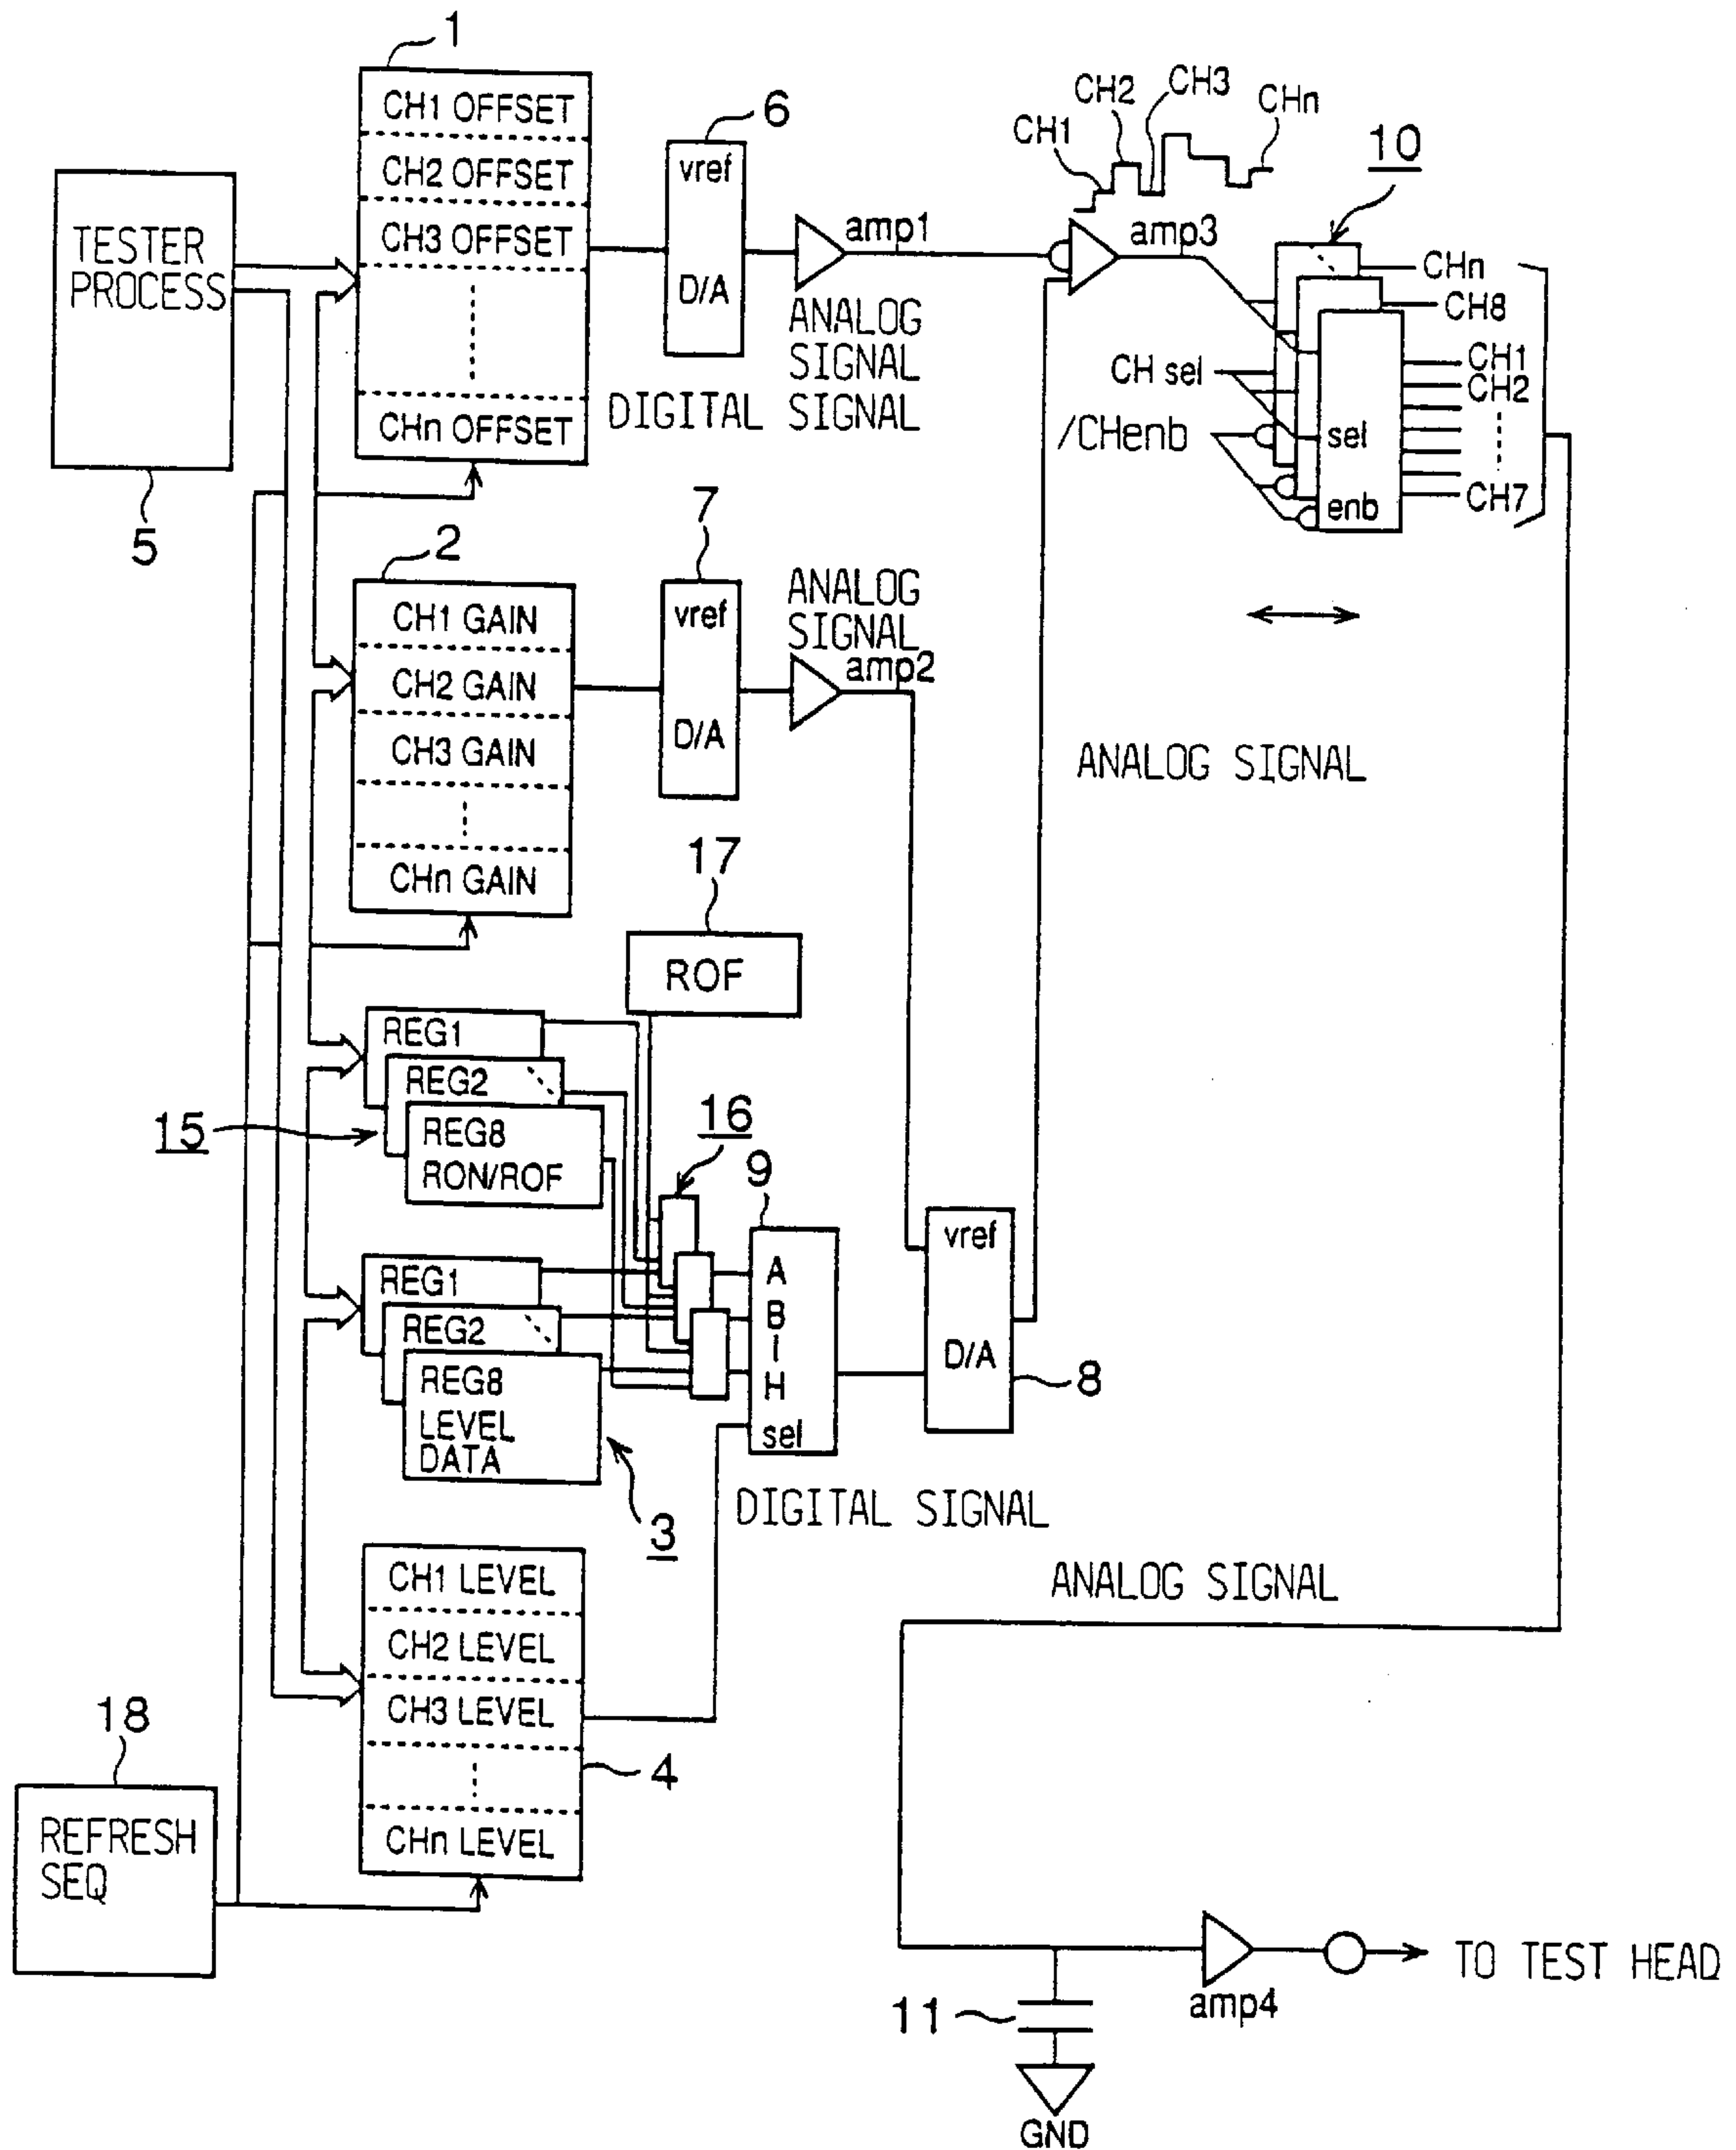 1
CH1 OFFSET
CH2 OFFSET
CH3 OFFSET
CHn OFFSET
TESTER
PROCESS
5
6
vref
D/A
amp1
ANALOG
SIGNAL
DIGITAL SIGNAL
SIGNAL
CH1
CH2
CH3
CHn
amp3
10
CHn
CH8
CH1
CH2
CH7
CH sel
/CHenb
sel
enb
2
CH1 GAIN
CH2 GAIN
CH3 GAIN
CHn GAIN
7
vref
D/A
ANALOG
SIGNAL
amp2
ANALOG SIGNAL
17
ROF
REG1
REG2
REG8
RON/ROF
15
16
9
A
B
H
sel
vref
D/A
8
REG1
REG2
REG8
LEVEL
DATA
3
DIGITAL SIGNAL
CH1 LEVEL
CH2 LEVEL
CH3 LEVEL
CHn LEVEL
4
ANALOG SIGNAL
18
REFRESH
SEQ
11
GND
amp4
TO TEST HEAD